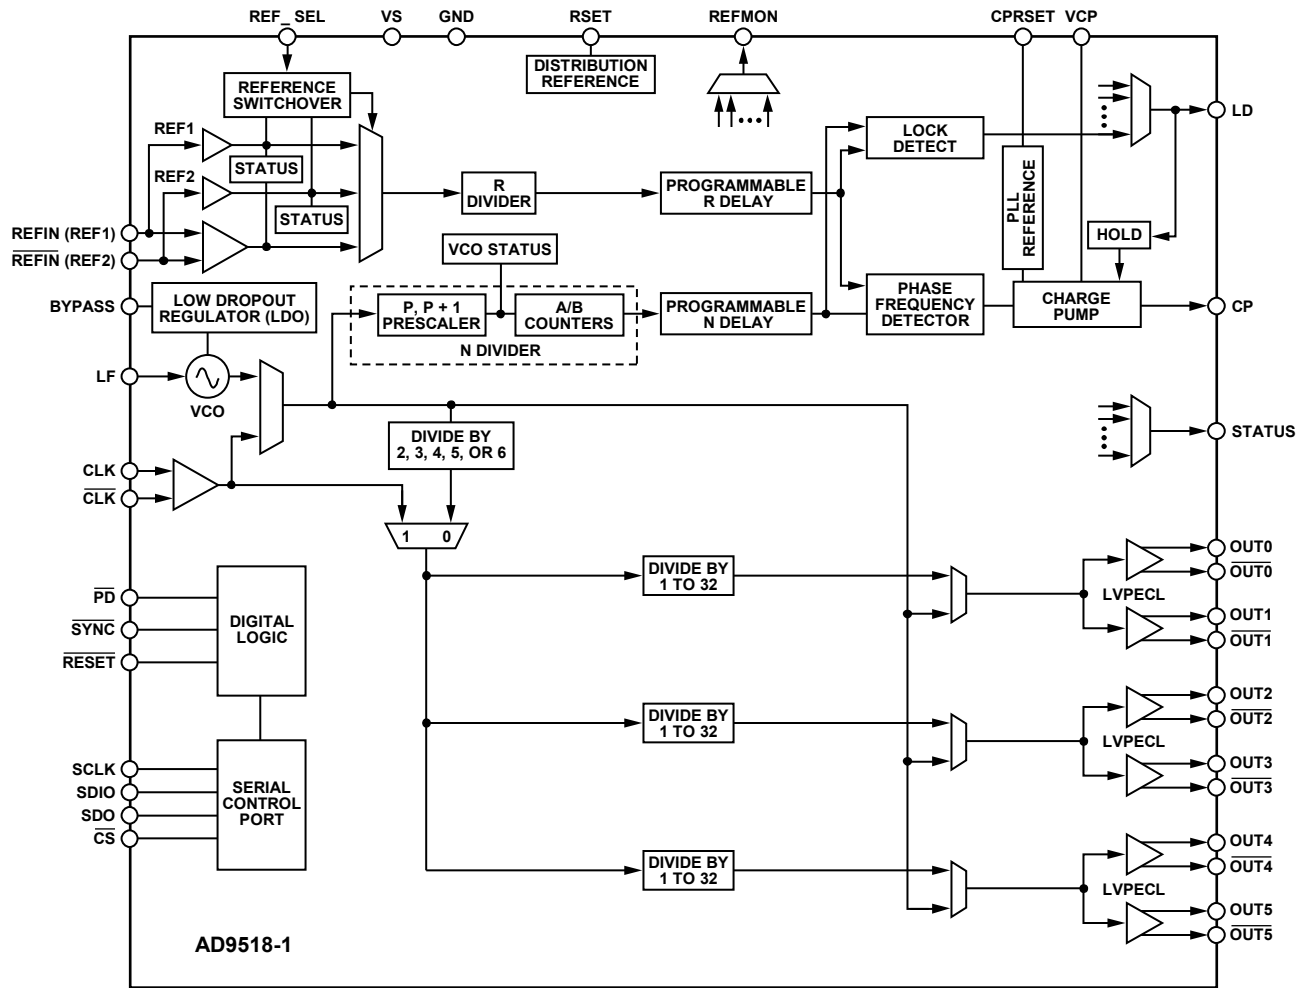 REF_SEL VS GND RSET REFMON CPRSET VCP
DISTRIBUTION
REFERENCE
REFERENCE
SWITCHOVER
REF1
STATUS
REF2
STATUS
REFIN (REF1)
REFIN (REF2)
BYPASS
LOW DROPOUT
REGULATOR (LDO)
LF
VCO
CLK
CLK
R
DIVIDER
PROGRAMMABLE
R DELAY
VCO STATUS
P, P + 1
PRESCALER
A/B
COUNTERS
N DIVIDER
PROGRAMMABLE
N DELAY
LOCK
DETECT
PLL
REFERENCE
HOLD
PHASE
FREQUENCY
DETECTOR
CHARGE
PUMP
LD
CP
STATUS
DIVIDE BY
2, 3, 4, 5, OR 6
1 0
PD
SYNC
RESET
DIGITAL
LOGIC
SCLK
SDIO
SDO
CS
SERIAL
CONTROL
PORT
DIVIDE BY
1 TO 32
LVPECL
OUT0
OUT0
OUT1
OUT1
DIVIDE BY
1 TO 32
LVPECL
OUT2
OUT2
OUT3
OUT3
DIVIDE BY
1 TO 32
LVPECL
OUT4
OUT4
OUT5
OUT5
AD9518-1